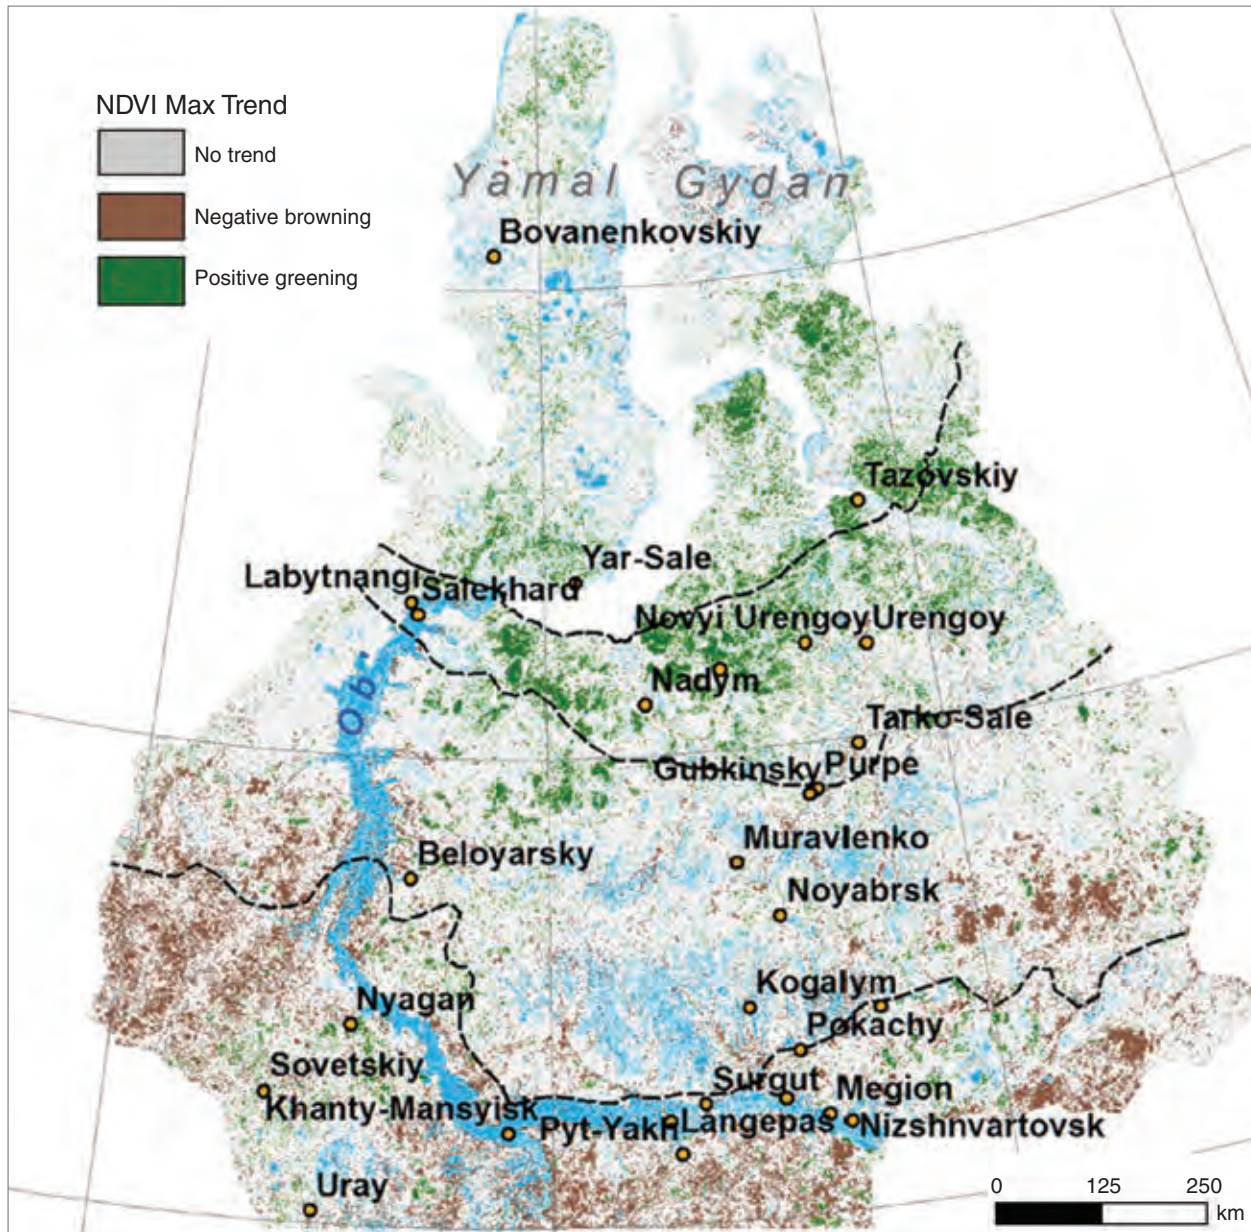 NDVI Max Trend
No trend
Negative browning
Positive greening
Yamal Gydan
Bovanenkovskiy
Tazovskiy
Yar-Sale
Labytnangi
Salekhard
Novyi Urengoy
Urengoy
Nadym
Ob
Tarko-Sale
Gubkinsky
Purpe
Muravlenko
Beloyarsky
Noyabrsk
Kogalym
Nyagan
Pokachy
Sovetskiy
Surgut
Megion
Khanty-Mansyisk
Pyt-Yakh
Langepas
Nizshnvartovsk
Uray
0 125 250
km